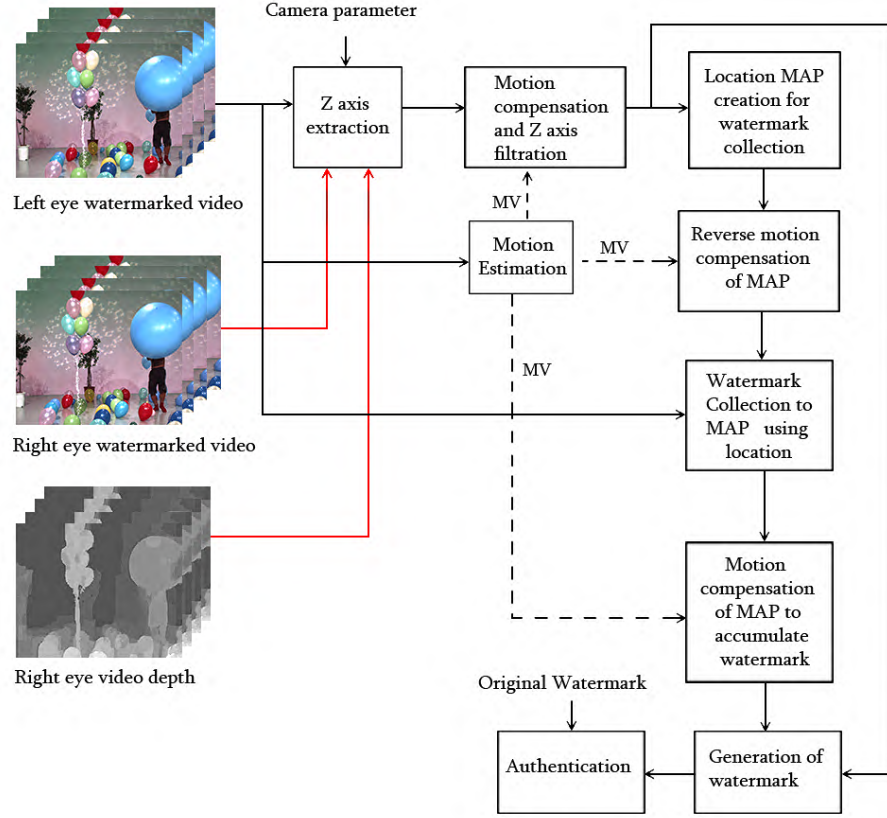 Camera parameter
Z axis
extraction
Motion
compensation
and Z axis
filtration
Location MAP
creation for
watermark
collection
Left eye watermarked video
MV
Motion
Estimation
MV
Reverse motion
compensation
of MAP
MV
Watermark
Collection to
MAP using
location
Right eye watermarked video
Motion
compensation
of MAP to
accumulate
watermark
Right eye video depth
Original Watermark
Authentication
Generation of
watermark